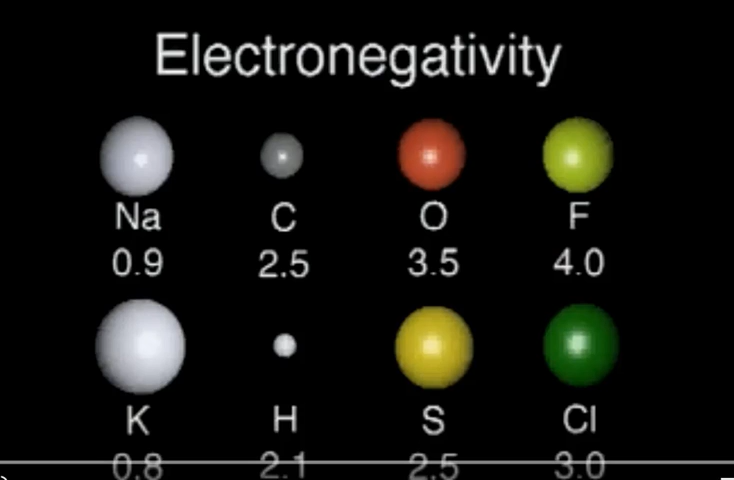 Electronegativity
Na C O F
0.9 2.5 3.5 4.0
K H S Cl
0.8 2.1 2.5 3.0